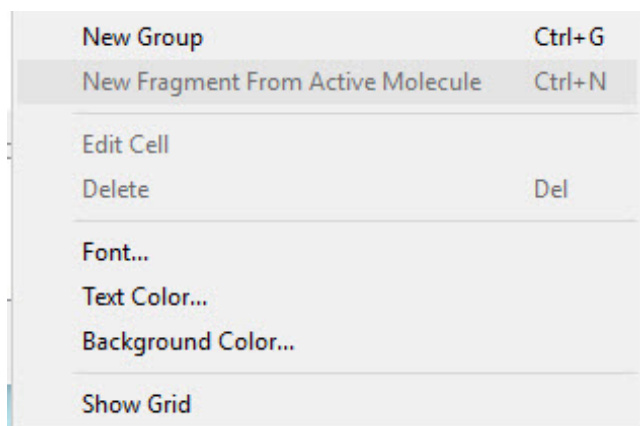 New Group Ctrl+G
New Fragment From Active Molecule Ctrl+N
Edit Cell
Delete Del
Font...
Text Color...
Background Color...
Show Grid